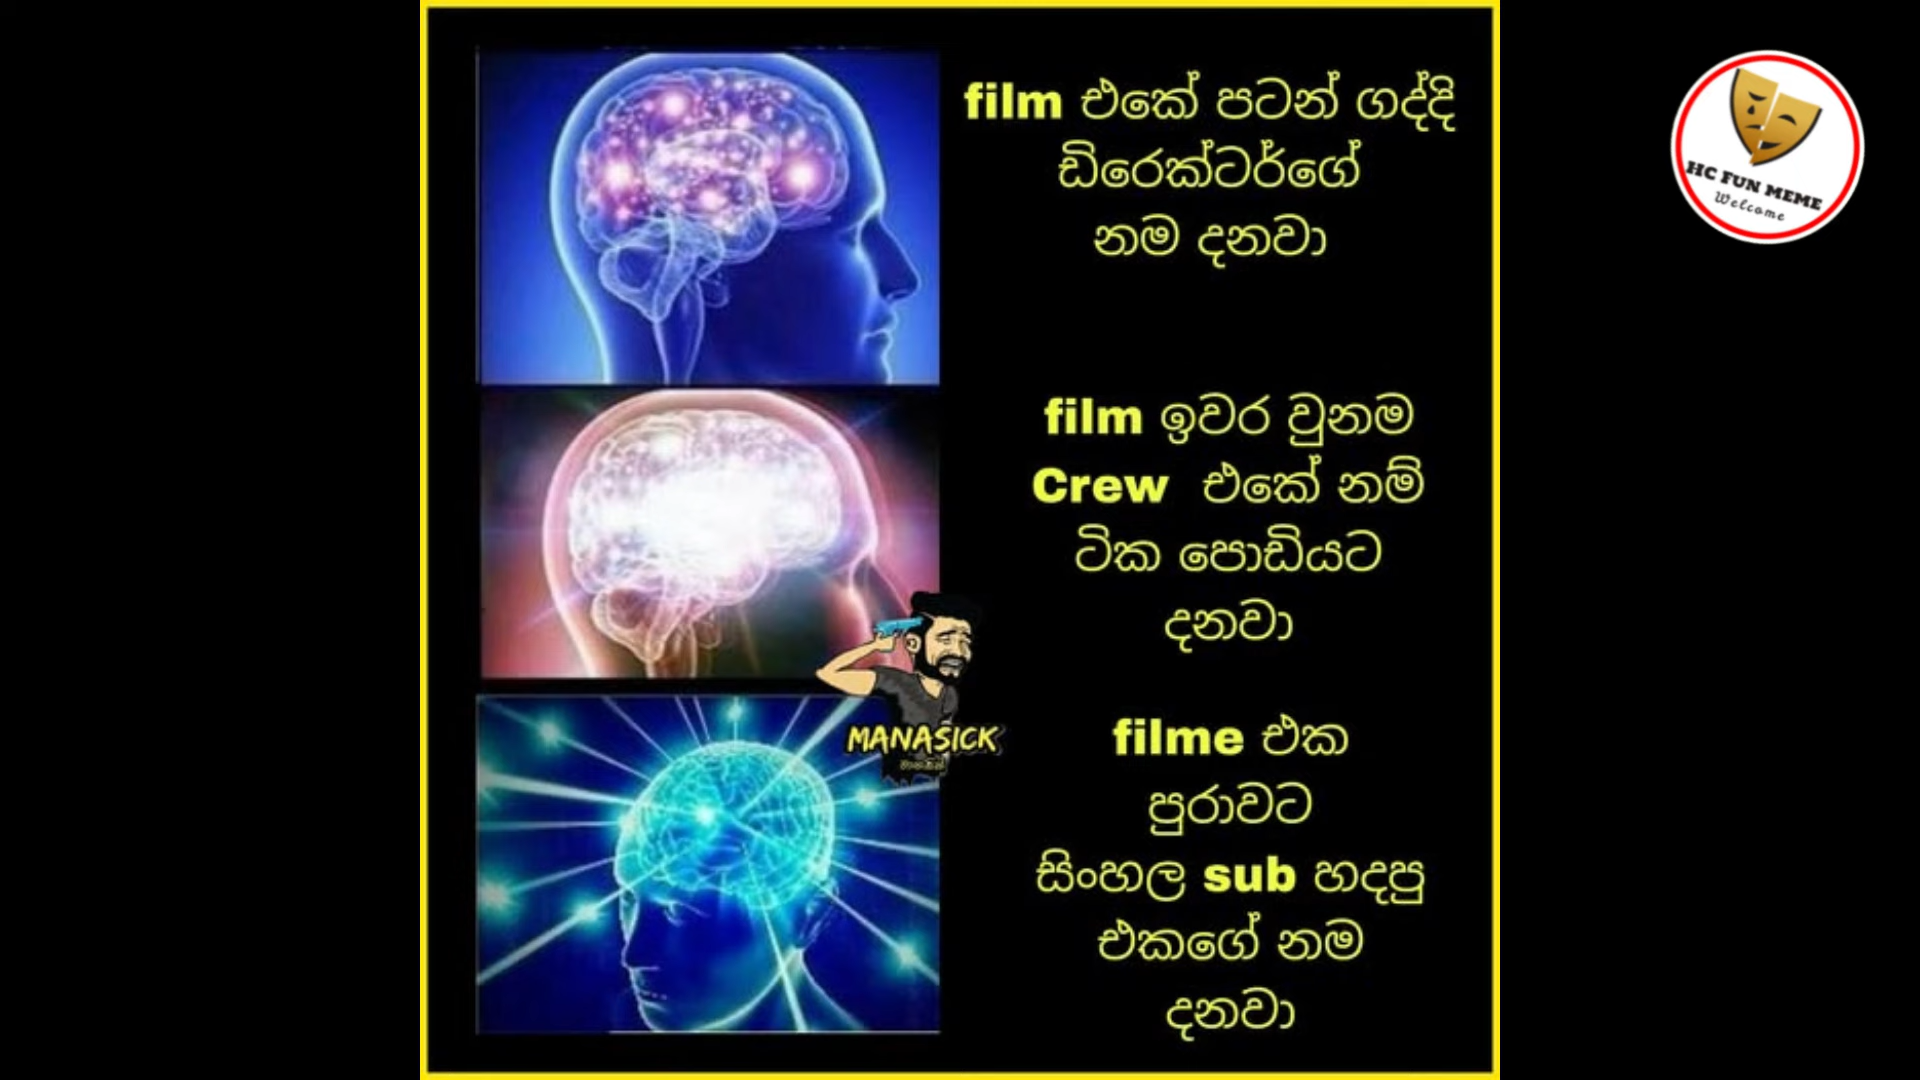 film එකේ පටන් ගද්දි
ඩිරෙක්ටර්ගේ
නම දනවා
film ඉවර වුනම
Crew එකේ නම්
ටික පොඩියට
දනවා
filme එක
පුරාවට
සිංහල sub හදපු
එකගේ නම
දනවා
MANASICK
HC FUN MEME
Welcome